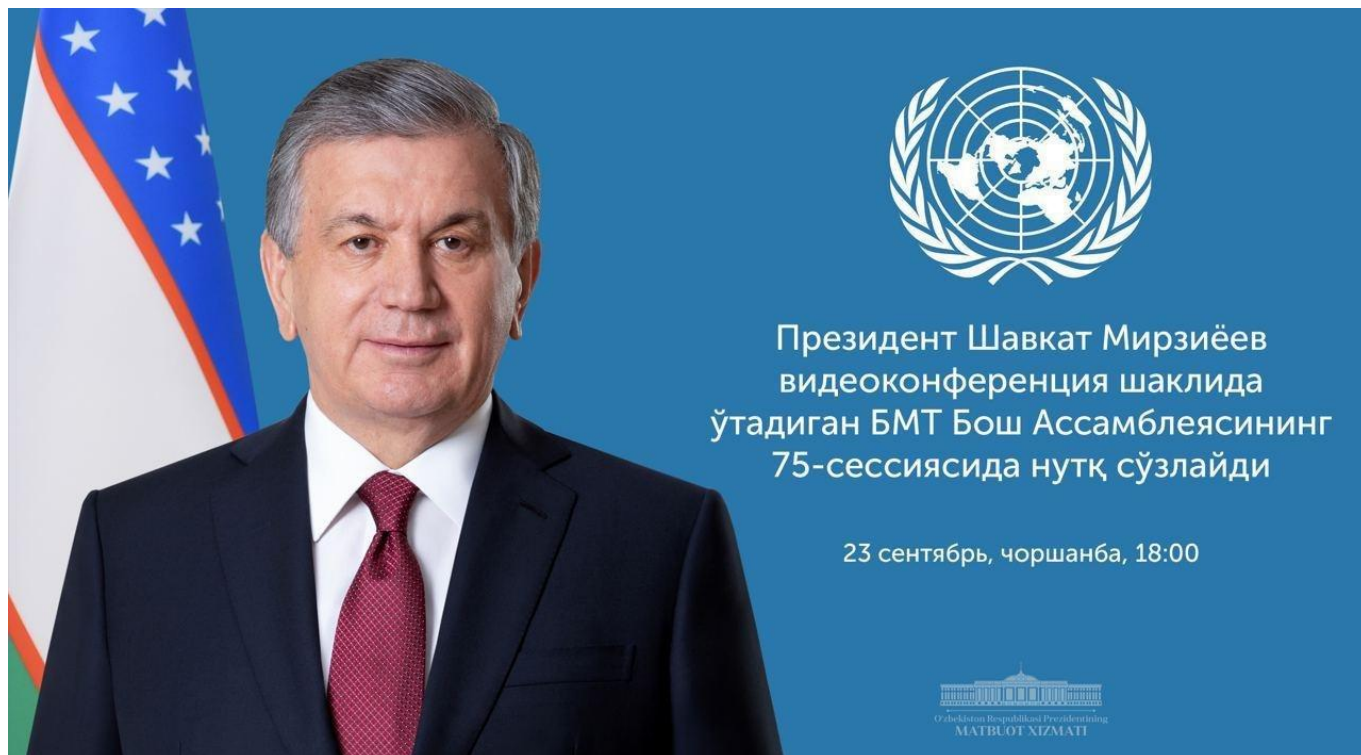 Президент Шавкат Мирзиёев
видеоконференция шаклида
ўтадиган БМТ Бош Ассамблеясининг
75-сессиясида нутқ сўзлайди
23 сентябрь, чоршанба, 18:00
O'zbekiston Respublikasi Prezidentining
MATBUOT XIZMATI